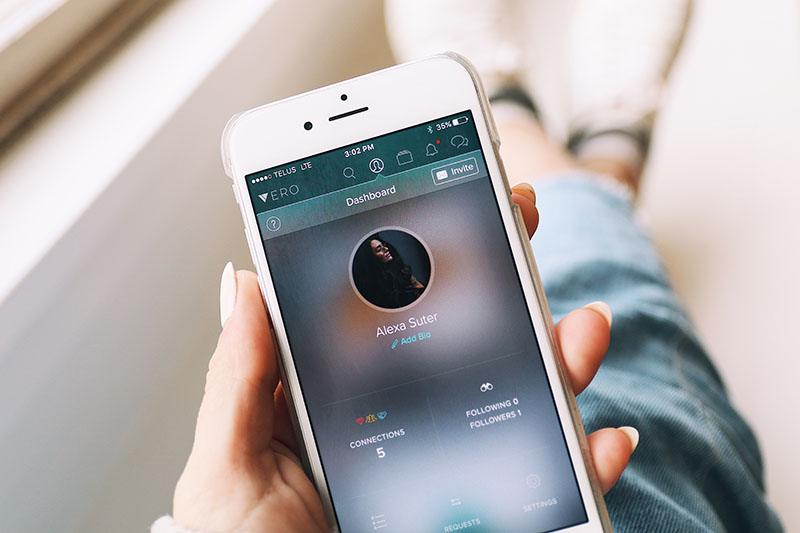 TELUS LTE
3:02 PM
35%
VERO
Dashboard
Invite
?
Alexa Suter
Add Bio
CONNECTIONS
5
FOLLOWING 0
FOLLOWERS 1
REQUESTS
SETTINGS